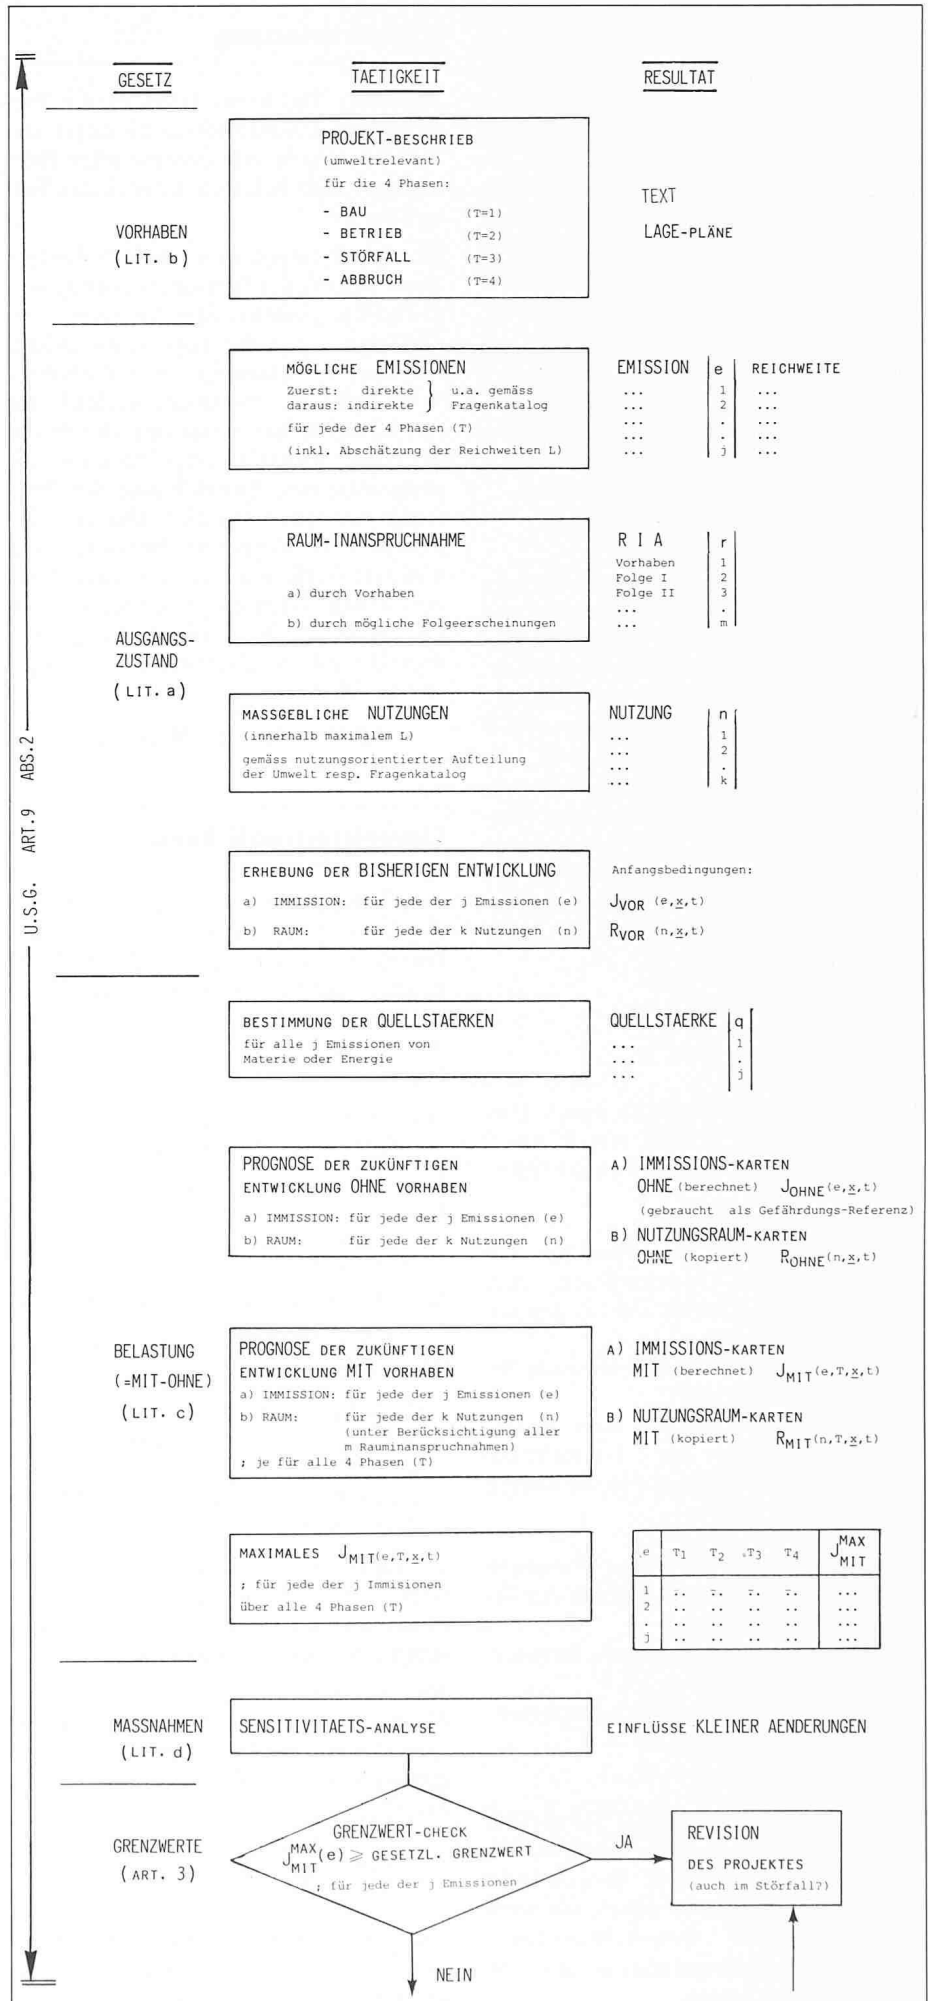 GESETZ TAETIGKEIT RESULTAT
U.S.G. ART.9 ABS.2
VORHABEN
(LIT. b)
PROJEKT-BESCHRIEB
(umweltrelevant)
für die 4 Phasen:
- BAU (T=1)
- BETRIEB (T=2)
- STÖRFALL (T=3)
- ABBRUCH (T=4)
TEXT
LAGE-PLÄNE
AUSGANGS-
ZUSTAND
(LIT. a)
MÖGLICHE EMISSIONEN
Zuerst: direkte } u.a. gemäss
daraus: indirekte } Fragenkatalog
für jede der 4 Phasen (T)
(inkl. Abschätzung der Reichweiten L)
EMISSION e REICHWEITE
... 1 ...
... 2 ...
... . ...
... . ...
... j ...
RAUM-INANSPRUCHNAHME
a) durch Vorhaben
b) durch mögliche Folgeerscheinungen
R I A r
Vorhaben 1
Folge I 2
Folge II 3
... .
... m
MASSGEBLICHE NUTZUNGEN
(innerhalb maximalem L)
gemäss nutzungsorientierter Aufteilung
der Umwelt resp. Fragenkatalog
NUTZUNG n
... 1
... 2
... .
... k
ERHEBUNG DER BISHERIGEN ENTWICKLUNG
a) IMMISSION: für jede der j Emissionen (e)
b) RAUM: für jede der k Nutzungen (n)
Anfangsbedingungen:
JVOR (e,x,t)
RVOR (n,x,t)
BELASTUNG
(=MIT-OHNE)
(LIT. c)
BESTIMMUNG DER QUELLSTAERKEN
für alle j Emissionen von
Materie oder Energie
QUELLSTAERKE q
... 1
... .
... j
PROGNOSE DER ZUKÜNFTIGEN
ENTWICKLUNG OHNE VORHABEN
a) IMMISSION: für jede der j Emissionen (e)
b) RAUM: für jede der k Nutzungen (n)
A) IMMISSIONS-KARTEN
OHNE (berechnet) JOHNE(e,x,t)
(gebraucht als Gefährdungs-Referenz)
B) NUTZUNGSRAUM-KARTEN
OHNE (kopiert) ROHNE(n,x,t)
PROGNOSE DER ZUKÜNFTIGEN
ENTWICKLUNG MIT VORHABEN
a) IMMISSION: für jede der j Emissionen (e)
b) RAUM: für jede der k Nutzungen (n)
(unter Berücksichtigung aller
m Rauminanspruchnahmen)
; je für alle 4 Phasen (T)
A) IMMISSIONS-KARTEN
MIT (berechnet) JMIT(e,T,x,t)
B) NUTZUNGSRAUM-KARTEN
MIT (kopiert) RMIT(n,T,x,t)
MAXIMALES JMIT(e,T,x,t)
; für jede der j Immisionen
über alle 4 Phasen (T)
e T1 T2 T3 T4 JMAX MIT
1 .. .. .. .. ...
2 .. .. .. .. ...
. .. .. .. .. ...
j .. .. .. .. ...
MASSNAHMEN
(LIT. d)
SENSITIVITAETS-ANALYSE
EINFLÜSSE KLEINER AENDERUNGEN
GRENZWERTE
(ART. 3)
GRENZWERT-CHECK
JMAX MIT(e) ⩾ GESETZL. GRENZWERT
; für jede der j Emissionen
JA
REVISION
DES PROJEKTES
(auch im Störfall?)
NEIN